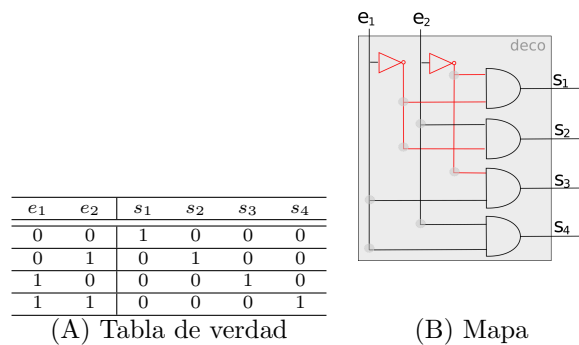 e₁ e₂ s₁ s₂ s₃ s₄
0 0 1 0 0 0
0 1 0 1 0 0
1 0 0 0 1 0
1 1 0 0 0 1
(A) Tabla de verdad
e₁ e₂
deco
s₁
s₂
s₃
s₄
(B) Mapa